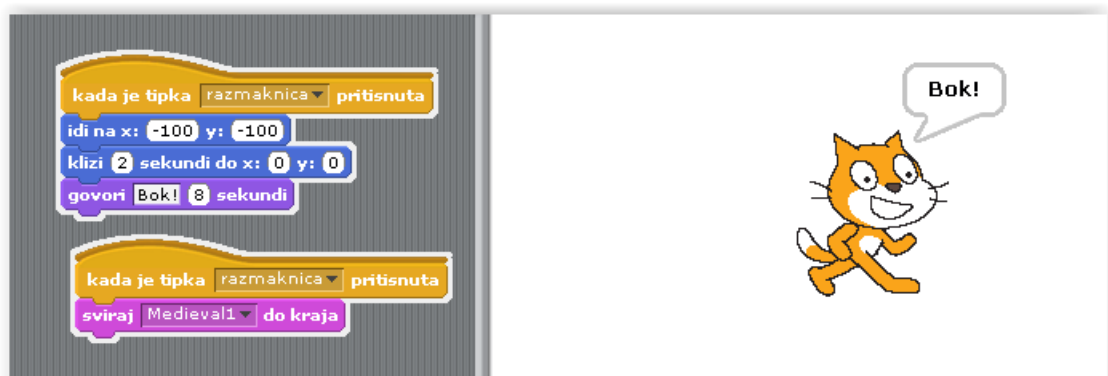 kada je tipka razmaknica pritisnuta
idi na x: -100 y: -100
klizi 2 sekundi do x: 0 y: 0
govori Bok! 8 sekundi
kada je tipka razmaknica pritisnuta
sviraj Medieval1 do kraja
Bok!